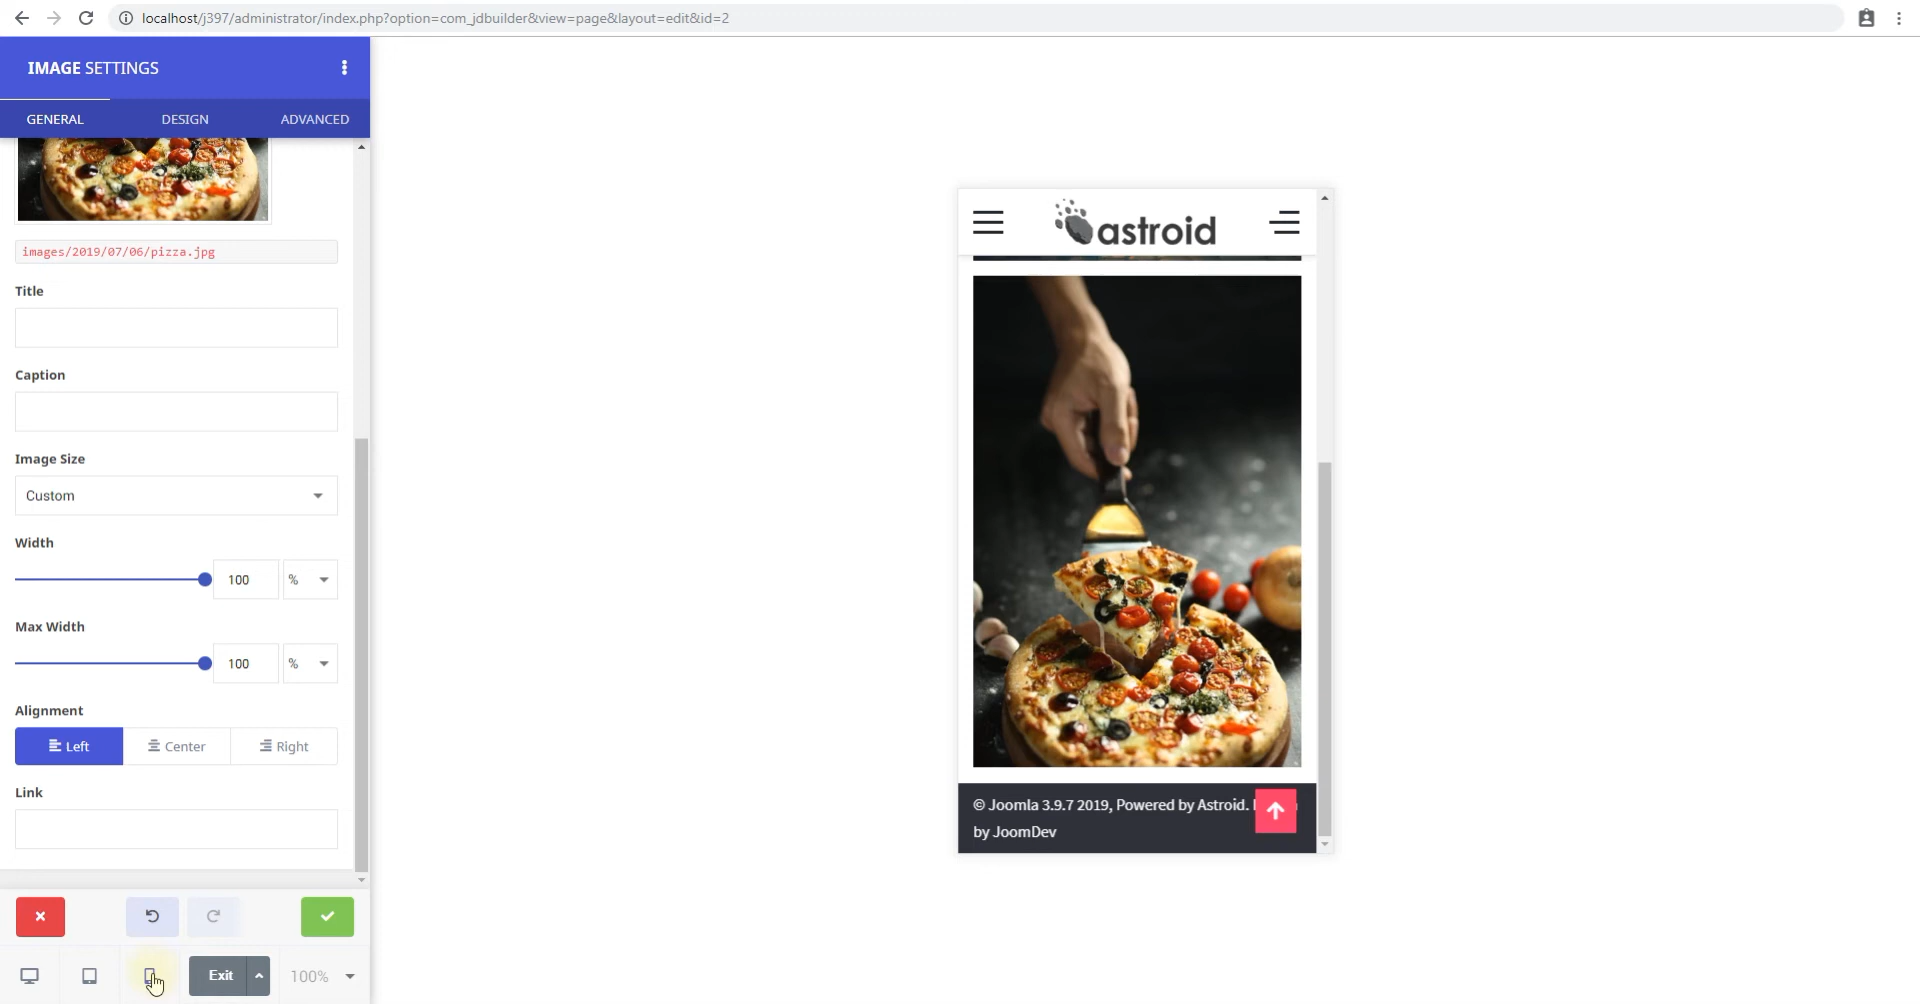 localhost/j397/administrator/index.php?option=com_jdbuilder&view=page&layout=edit&id=2
IMAGE SETTINGS
GENERAL DESIGN ADVANCED
images/2019/07/06/pizza.jpg
Title
Caption
Image Size
Custom
Width
100 %
Max Width
100 %
Alignment
Left Center Right
Link
Exit 100%
astroid
© Joomla 3.9.7 2019, Powered by Astroid.
by JoomDev